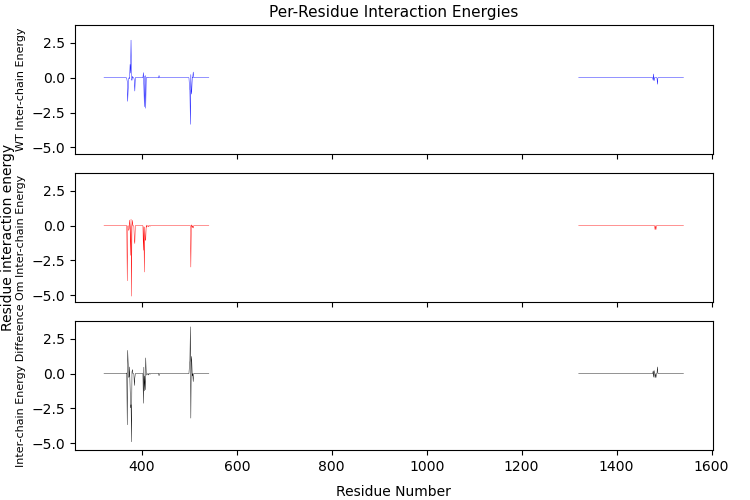 Per-Residue Interaction Energies
Residue interaction energy
WT Inter-chain Energy
2.5
0.0
−2.5
−5.0
Om Inter-chain Energy
2.5
0.0
−2.5
−5.0
Inter-chain Energy Difference
2.5
0.0
−2.5
−5.0
400 600 800 1000 1200 1400 1600
Residue Number